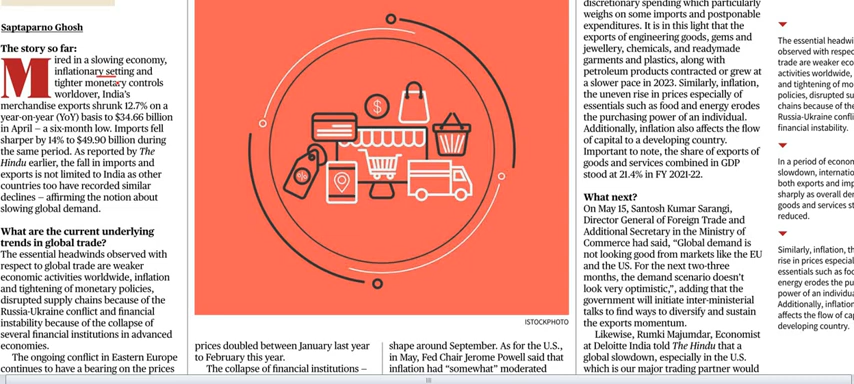 Saptaparno Ghosh
The story so far:
Mired in a slowing economy,
inflationary setting and
tighter monetary controls
worldover, India's
merchandise exports shrunk 12.7% on a
year-on-year (YoY) basis to $34.66 billion
in April – a six-month low. Imports fell
sharper by 14% to $49.90 billion during
the same period. As reported by The
Hindu earlier, the fall in imports and
exports is not limited to India as other
countries too have recorded similar
declines – affirming the notion about
slowing global demand.
What are the current underlying
trends in global trade?
The essential headwinds observed with
respect to global trade are weaker
economic activities worldwide, inflation
and tightening of monetary policies,
disrupted supply chains because of the
Russia-Ukraine conflict and financial
instability because of the collapse of
several financial institutions in advanced
economies.
The ongoing conflict in Eastern Europe
continues to have a bearing on the prices
$
ISTOCKPHOTO
prices doubled between January last year
to February this year.
The collapse of financial institutions –
shape around September. As for the U.S.,
in May, Fed Chair Jerome Powell said that
inflation had "somewhat" moderated
discretionary spending which particularly
weighs on some imports and postponable
expenditures. It is in this light that the
exports of engineering goods, gems and
jewellery, chemicals, and readymade
garments and plastics, along with
petroleum products contracted or grew at
a slower pace in 2023. Similarly, inflation,
the uneven rise in prices especially of
essentials such as food and energy erodes
the purchasing power of an individual.
Additionally, inflation also affects the flow
of capital to a developing country.
Important to note, the share of exports of
goods and services combined in GDP
stood at 21.4% in FY 2021-22.
What next?
On May 15, Santosh Kumar Sarangi,
Director General of Foreign Trade and
Additional Secretary in the Ministry of
Commerce had said, "Global demand is
not looking good from markets like the EU
and the US. For the next two-three
months, the demand scenario doesn't
look very optimistic,", adding that the
government will initiate inter-ministerial
talks to find ways to diversify and sustain
the exports momentum.
Likewise, Rumki Majumdar, Economist
at Deloitte India told The Hindu that a
global slowdown, especially in the U.S.
which is our major trading partner would
The essential headwi
observed with respec
trade are weaker eco
activities worldwide,
and tightening of mo
policies, disrupted su
chains because of the
Russia-Ukraine confli
financial instability.
In a period of econom
slowdown, internatio
both exports and imp
sharply as overall den
goods and services st
reduced.
Similarly, inflation, th
rise in prices especial
essentials such as foo
energy erodes the pu
power of an individua
Additionally, inflation
affects the flow of cap
developing country.